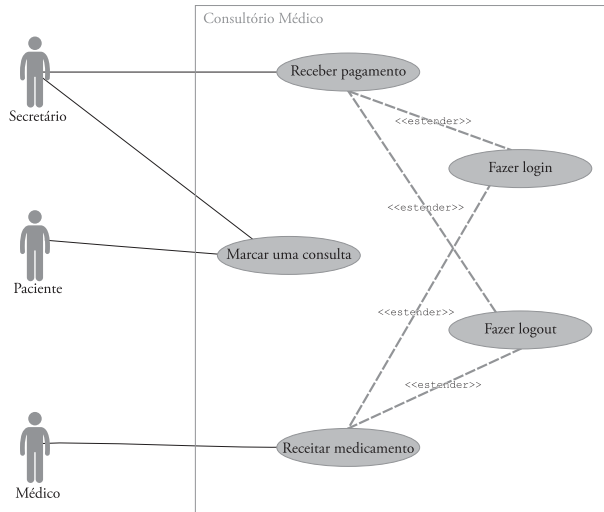 Consultório Médico
Receber pagamento
Secretário
<<estender>>
Fazer login
<<estender>>
Paciente
Marcar uma consulta
<<estender>>
Fazer logout
<<estender>>
Médico
Receitar medicamento